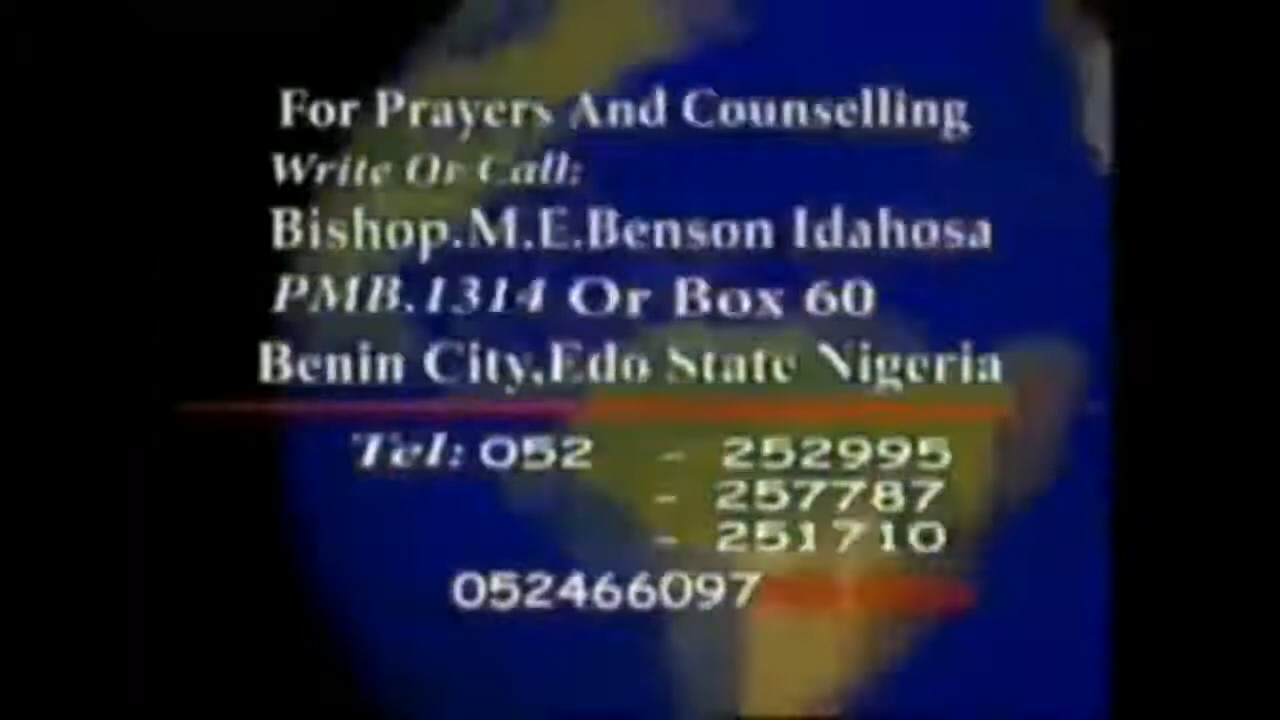 For Prayers And Counselling
Write Or Call:
Bishop.M.E.Benson Idahosa
PMB.1314 Or Box 60
Benin City,Edo State Nigeria
Tel: 052 - 252995
- 257787
- 251710
052466097